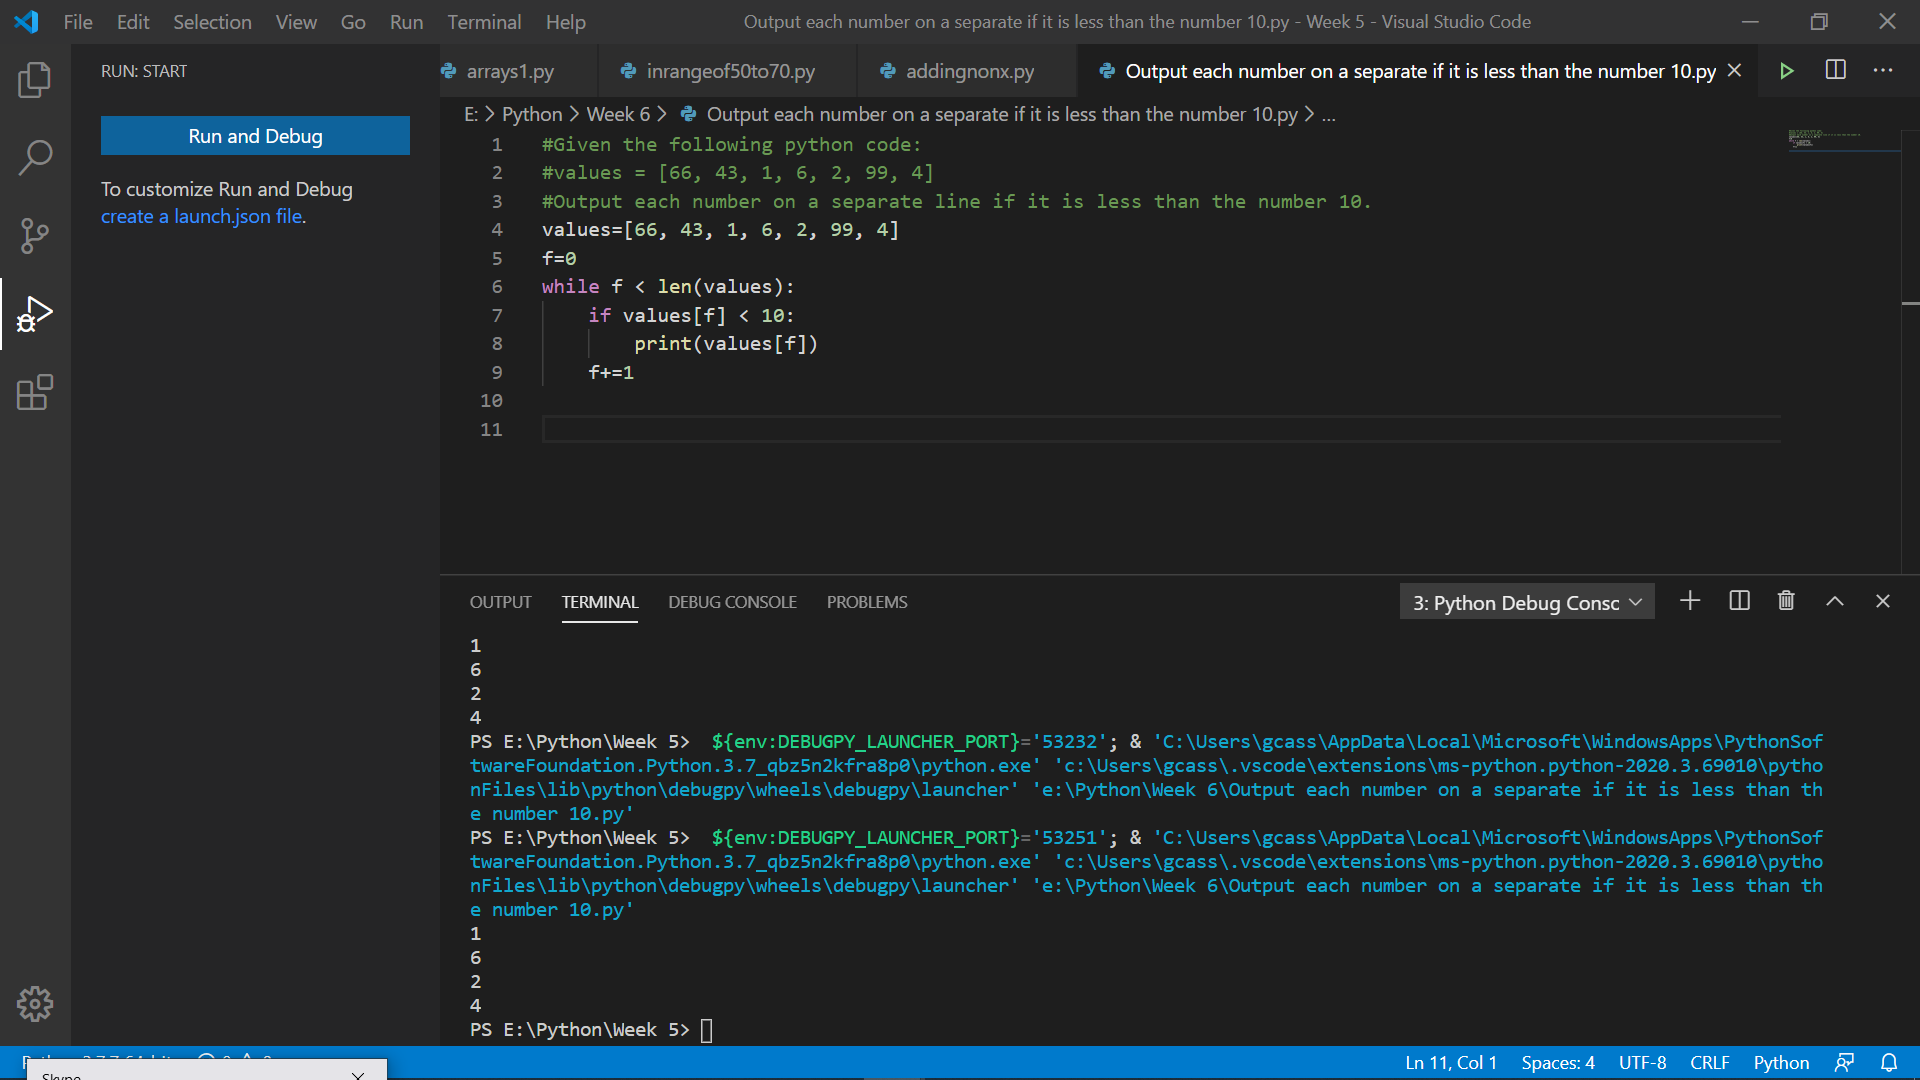 File Edit Selection View Go Run Terminal Help
Output each number on a separate if it is less than the number 10.py - Week 5 - Visual Studio Code
RUN: START
arrays1.py
inrangeof50to70.py
addingnonx.py
Output each number on a separate if it is less than the number 10.py
E: > Python > Week 6 > Output each number on a separate if it is less than the number 10.py > ...
Run and Debug
To customize Run and Debug
create a launch.json file.
1 #Given the following python code:
2 #values = [66, 43, 1, 6, 2, 99, 4]
3 #Output each number on a separate line if it is less than the number 10.
4 values=[66, 43, 1, 6, 2, 99, 4]
5 f=0
6 while f < len(values):
7     if values[f] < 10:
8         print(values[f])
9     f+=1
10
11
OUTPUT TERMINAL DEBUG CONSOLE PROBLEMS
3: Python Debug Consc
1
6
2
4
PS E:\Python\Week 5>  ${env:DEBUGPY_LAUNCHER_PORT}='53232'; & 'C:\Users\gcass\AppData\Local\Microsoft\WindowsApps\PythonSof
twareFoundation.Python.3.7_qbz5n2kfra8p0\python.exe' 'c:\Users\gcass\.vscode\extensions\ms-python.python-2020.3.69010\pytho
nFiles\lib\python\debugpy\wheels\debugpy\launcher' 'e:\Python\Week 6\Output each number on a separate if it is less than th
e number 10.py'
PS E:\Python\Week 5>  ${env:DEBUGPY_LAUNCHER_PORT}='53251'; & 'C:\Users\gcass\AppData\Local\Microsoft\WindowsApps\PythonSof
twareFoundation.Python.3.7_qbz5n2kfra8p0\python.exe' 'c:\Users\gcass\.vscode\extensions\ms-python.python-2020.3.69010\pytho
nFiles\lib\python\debugpy\wheels\debugpy\launcher' 'e:\Python\Week 6\Output each number on a separate if it is less than th
e number 10.py'
1
6
2
4
PS E:\Python\Week 5>
Ln 11, Col 1 Spaces: 4 UTF-8 CRLF Python
Skype